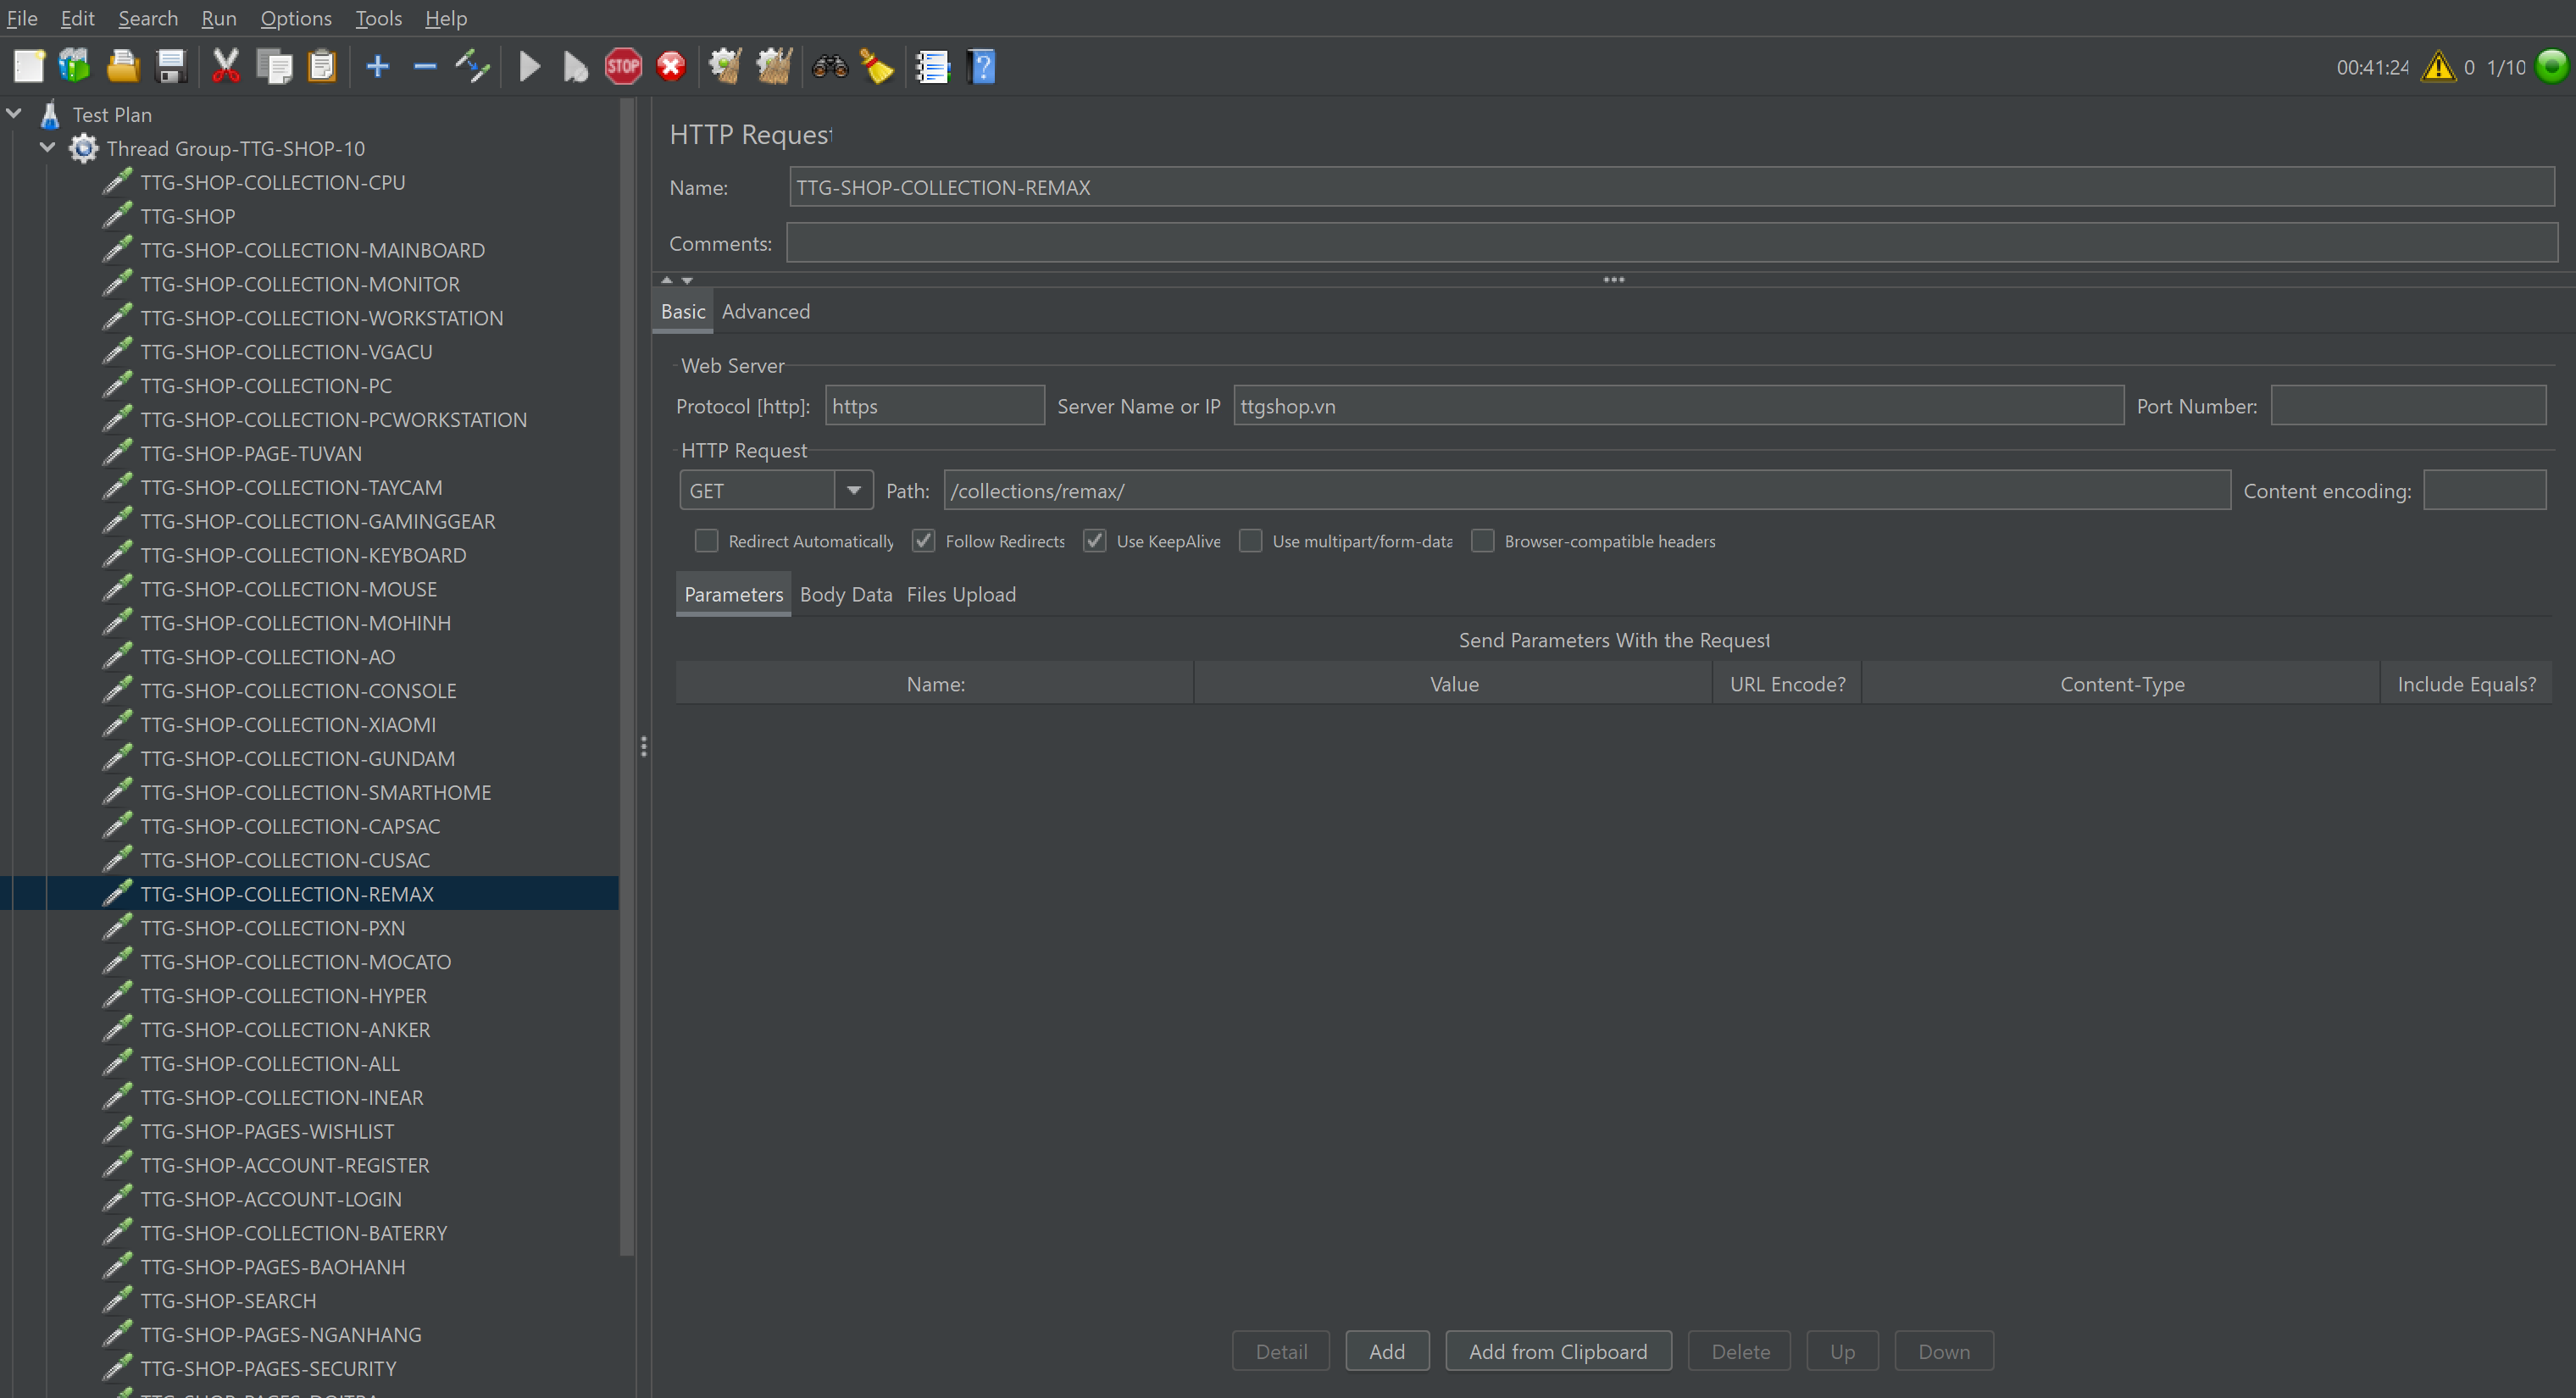 File Edit Search Run Options Tools Help
STOP
00:41:24 0 1/10
Test Plan
Thread Group-TTG-SHOP-10
TTG-SHOP-COLLECTION-CPU
TTG-SHOP
TTG-SHOP-COLLECTION-MAINBOARD
TTG-SHOP-COLLECTION-MONITOR
TTG-SHOP-COLLECTION-WORKSTATION
TTG-SHOP-COLLECTION-VGACU
TTG-SHOP-COLLECTION-PC
TTG-SHOP-COLLECTION-PCWORKSTATION
TTG-SHOP-PAGE-TUVAN
TTG-SHOP-COLLECTION-TAYCAM
TTG-SHOP-COLLECTION-GAMINGGEAR
TTG-SHOP-COLLECTION-KEYBOARD
TTG-SHOP-COLLECTION-MOUSE
TTG-SHOP-COLLECTION-MOHINH
TTG-SHOP-COLLECTION-AO
TTG-SHOP-COLLECTION-CONSOLE
TTG-SHOP-COLLECTION-XIAOMI
TTG-SHOP-COLLECTION-GUNDAM
TTG-SHOP-COLLECTION-SMARTHOME
TTG-SHOP-COLLECTION-CAPSAC
TTG-SHOP-COLLECTION-CUSAC
TTG-SHOP-COLLECTION-REMAX
TTG-SHOP-COLLECTION-PXN
TTG-SHOP-COLLECTION-MOCATO
TTG-SHOP-COLLECTION-HYPER
TTG-SHOP-COLLECTION-ANKER
TTG-SHOP-COLLECTION-ALL
TTG-SHOP-COLLECTION-INEAR
TTG-SHOP-PAGES-WISHLIST
TTG-SHOP-ACCOUNT-REGISTER
TTG-SHOP-ACCOUNT-LOGIN
TTG-SHOP-COLLECTION-BATERRY
TTG-SHOP-PAGES-BAOHANH
TTG-SHOP-SEARCH
TTG-SHOP-PAGES-NGANHANG
TTG-SHOP-PAGES-SECURITY
HTTP Request
Name: TTG-SHOP-COLLECTION-REMAX
Comments:
Basic Advanced
Web Server
Protocol [http]: https Server Name or IP ttgshop.vn Port Number:
HTTP Request
GET Path: /collections/remax/ Content encoding:
Redirect Automatically Follow Redirects Use KeepAlive Use multipart/form-data Browser-compatible headers
Parameters Body Data Files Upload
Send Parameters With the Request
Name: Value URL Encode? Content-Type Include Equals?
Detail Add Add from Clipboard Delete Up Down